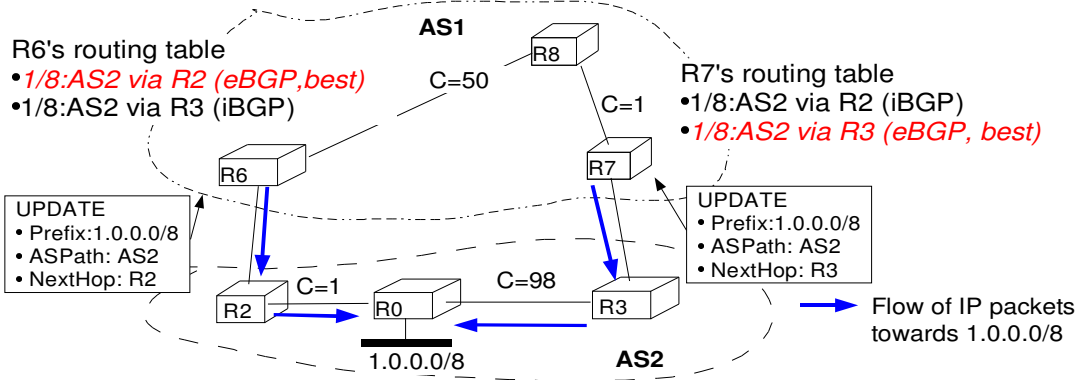 AS1
R6's routing table
•1/8:AS2 via R2 (eBGP,best)
•1/8:AS2 via R3 (iBGP)
R8
C=50
C=1
R7's routing table
•1/8:AS2 via R2 (iBGP)
•1/8:AS2 via R3 (eBGP, best)
R6
R7
UPDATE
• Prefix:1.0.0.0/8
• ASPath: AS2
• NextHop: R2
UPDATE
• Prefix:1.0.0.0/8
• ASPath: AS2
• NextHop: R3
C=1
C=98
R2
R0
R3
1.0.0.0/8
AS2
Flow of IP packets
towards 1.0.0.0/8